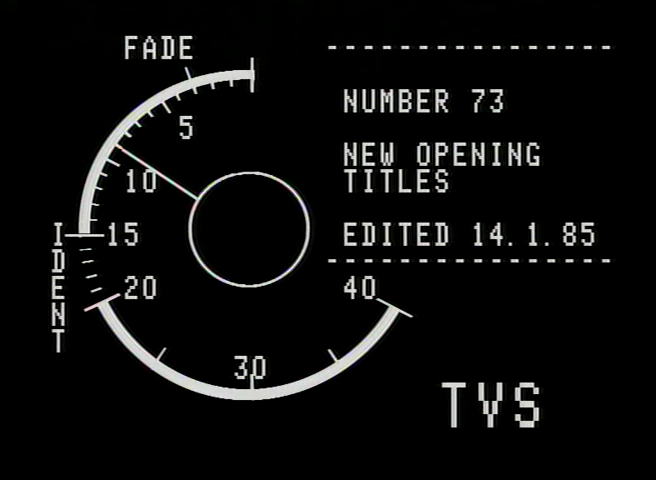 FADE
NUMBER 73
5
NEW OPENING
TITLES
10
IDENT
15
EDITED 14.1.85
20
40
30
TVS